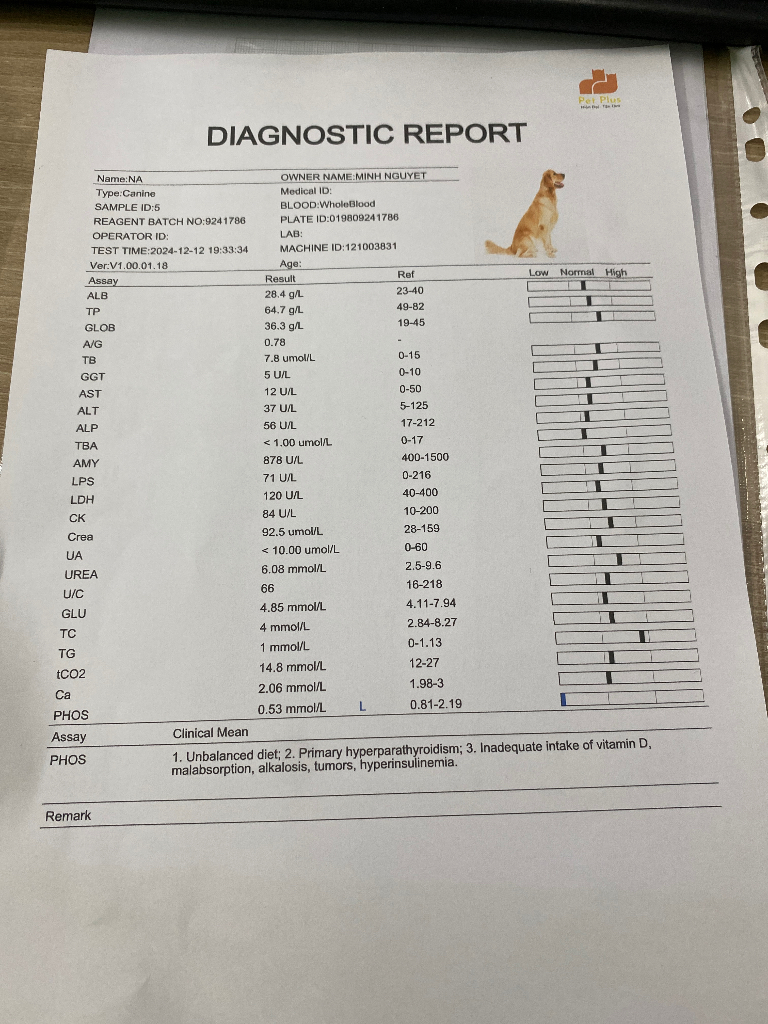 Pet Plus
DIAGNOSTIC REPORT
Name:NA OWNER NAME:MINH NGUYET
Type:Canine Medical ID:
SAMPLE ID:5 BLOOD:WholeBlood
REAGENT BATCH NO:9241786 PLATE ID:019809241786
OPERATOR ID: LAB:
TEST TIME:2024-12-12 19:33:34 MACHINE ID:121003831
Ver:V1.00.01.18 Age:
Assay Result Ref Low Normal High
ALB 28.4 g/L 23-40
TP 64.7 g/L 49-82
GLOB 36.3 g/L 19-45
A/G 0.78 -
TB 7.8 umol/L 0-15
GGT 5 U/L 0-10
AST 12 U/L 0-50
ALT 37 U/L 5-125
ALP 56 U/L 17-212
TBA < 1.00 umol/L 0-17
AMY 878 U/L 400-1500
LPS 71 U/L 0-216
LDH 120 U/L 40-400
CK 84 U/L 10-200
Crea 92.5 umol/L 28-159
UA < 10.00 umol/L 0-60
UREA 6.08 mmol/L 2.5-9.6
U/C 66 16-218
GLU 4.85 mmol/L 4.11-7.94
TC 4 mmol/L 2.84-8.27
TG 1 mmol/L 0-1.13
tCO2 14.8 mmol/L 12-27
Ca 2.06 mmol/L 1.98-3
PHOS 0.53 mmol/L L 0.81-2.19
Assay Clinical Mean
PHOS 1. Unbalanced diet; 2. Primary hyperparathyroidism; 3. Inadequate intake of vitamin D,
malabsorption, alkalosis, tumors, hyperinsulinemia.
Remark